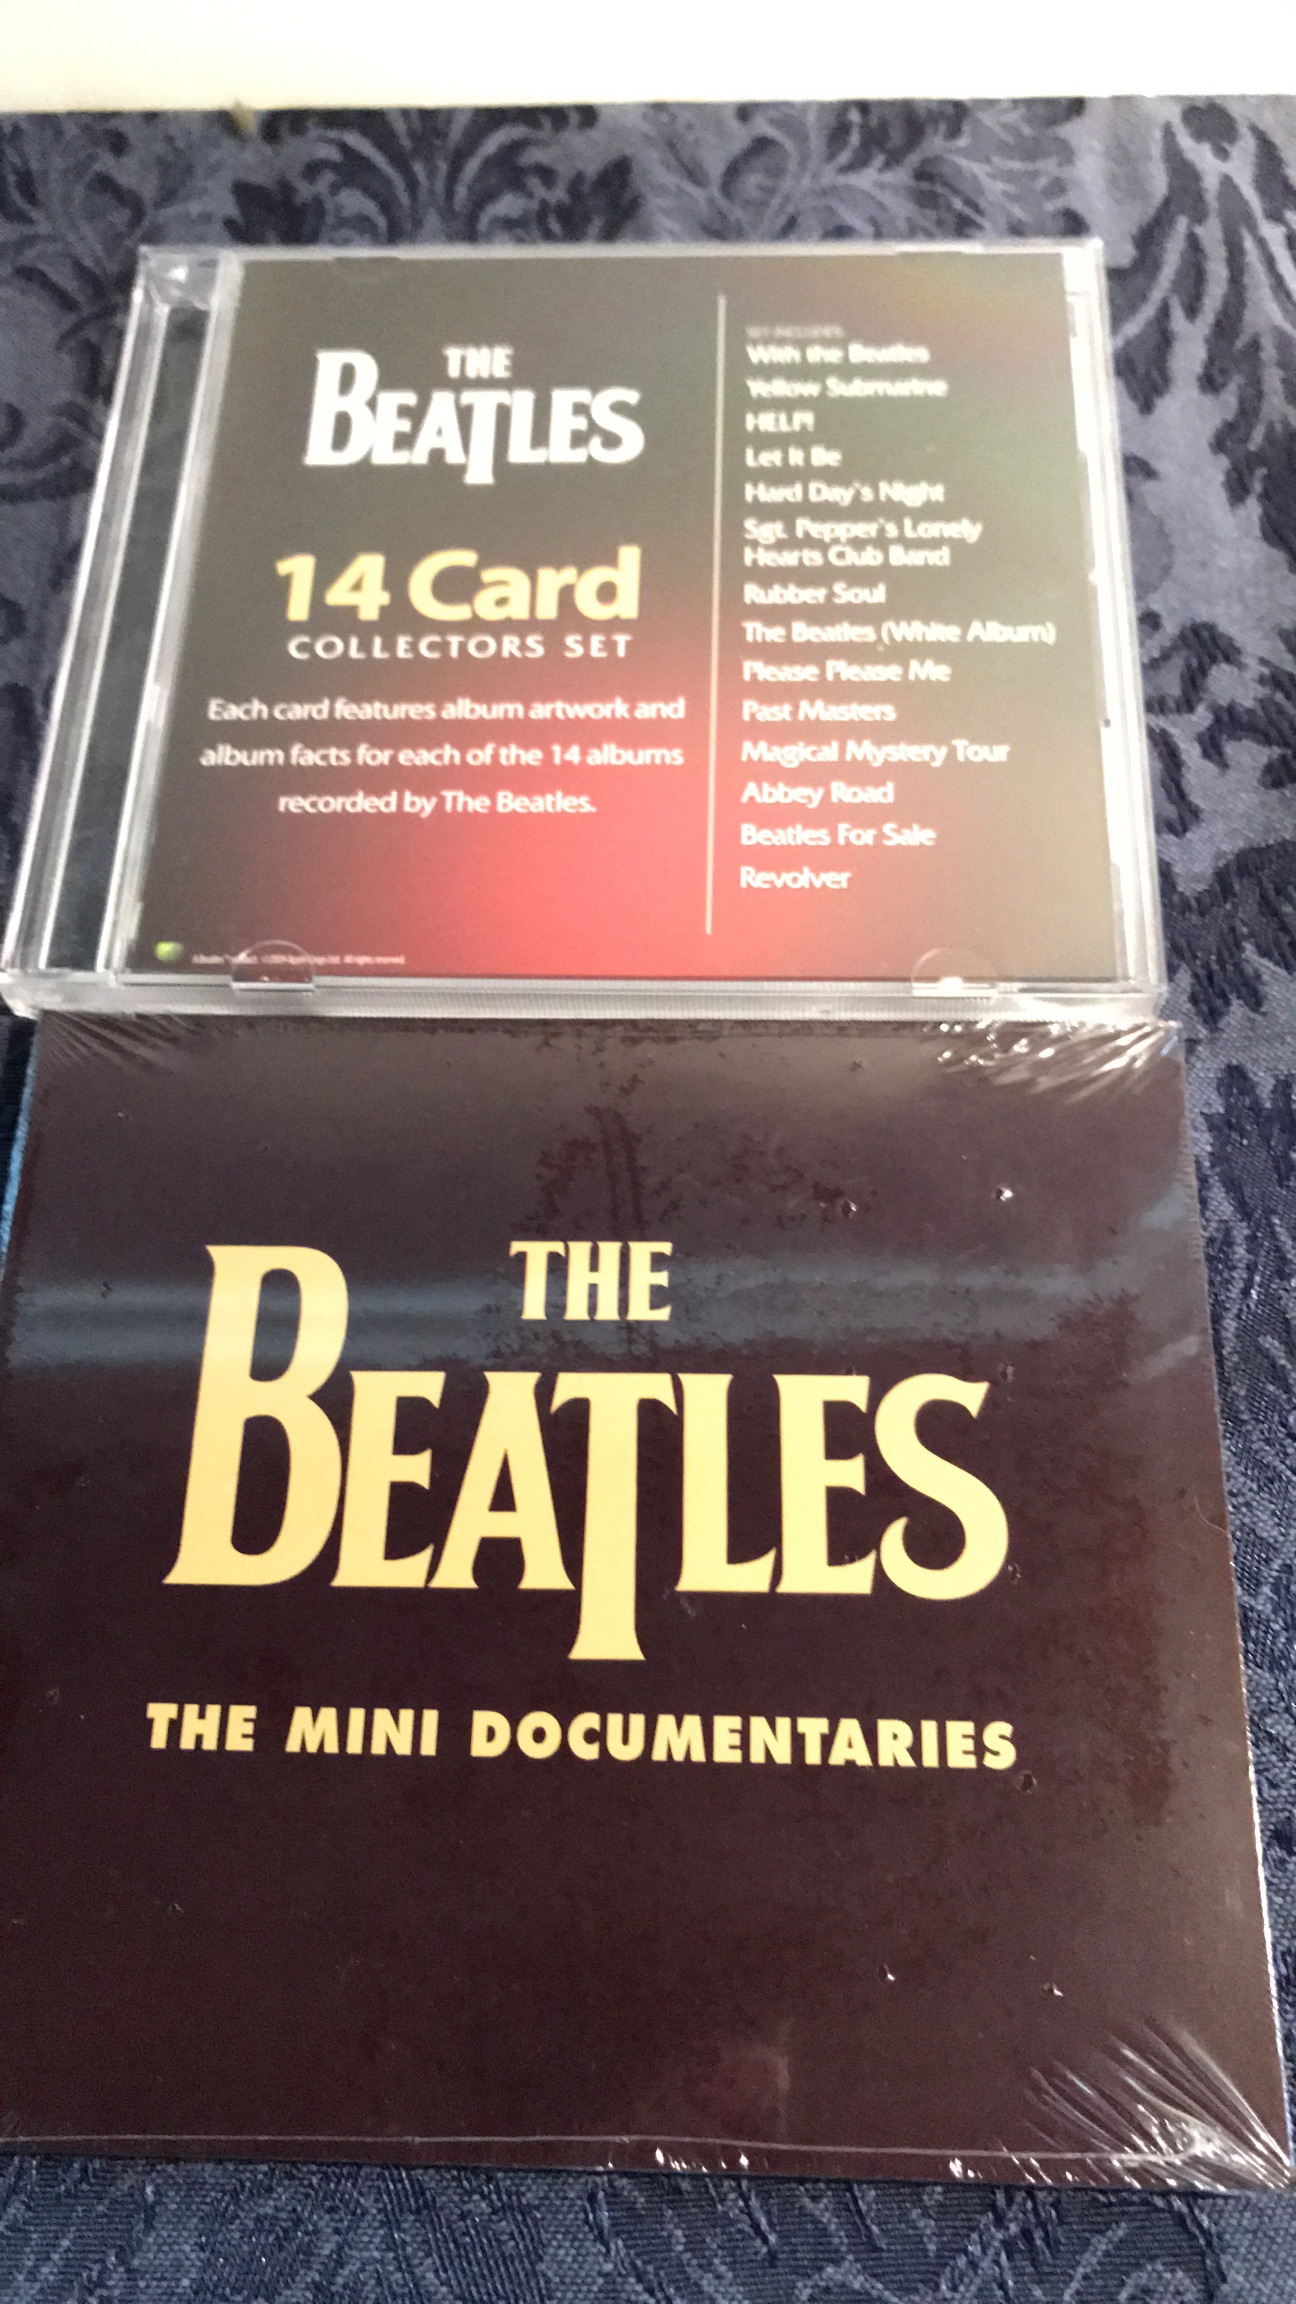 THE
BEATLES
14 Card
COLLECTORS SET
Each card features album artwork and
album facts for each of the 14 albums
recorded by The Beatles.
SET INCLUDES:
With the Beatles
Yellow Submarine
HELP!
Let It Be
Hard Day's Night
Sgt. Pepper's Lonely
Hearts Club Band
Rubber Soul
The Beatles (White Album)
Please Please Me
Past Masters
Magical Mystery Tour
Abbey Road
Beatles For Sale
Revolver
THE
BEATLES
THE MINI DOCUMENTARIES